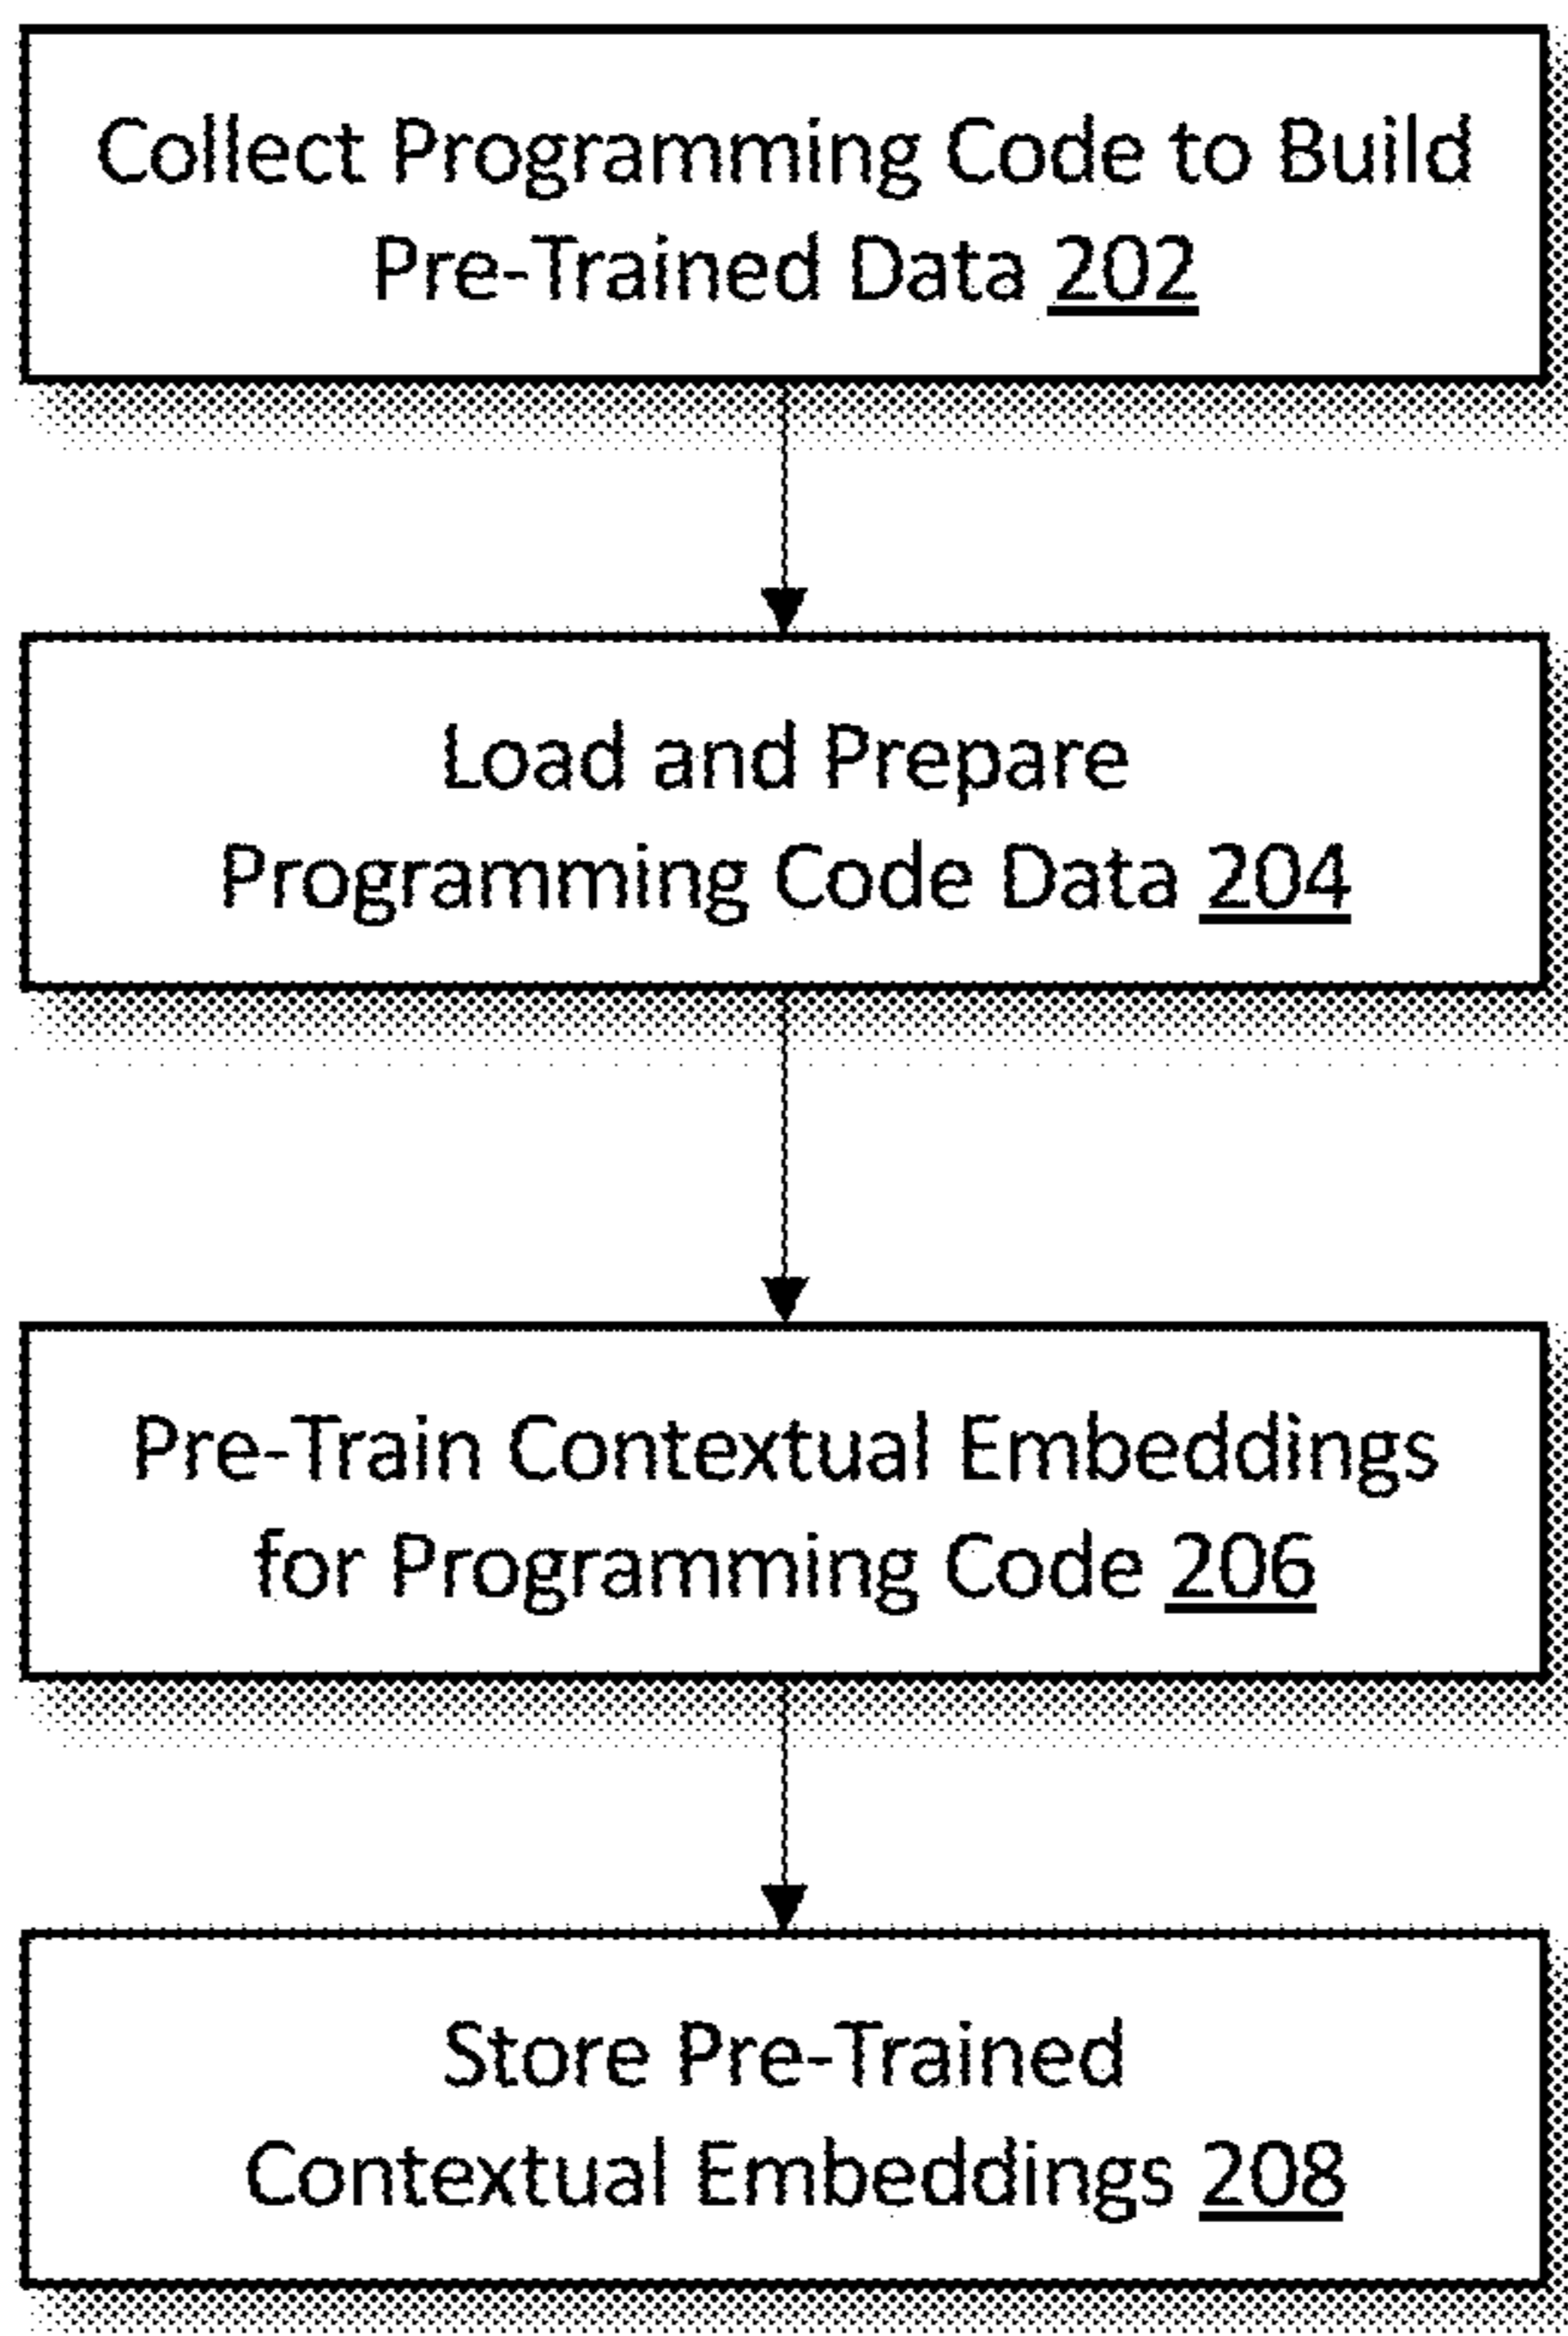 Collect Programming Code to Build
Pre-Trained Data 202
Load and Prepare
Programming Code Data 204
Pre-Train Contextual Embeddings
for Programming Code 206
Store Pre-Trained
Contextual Embeddings 208